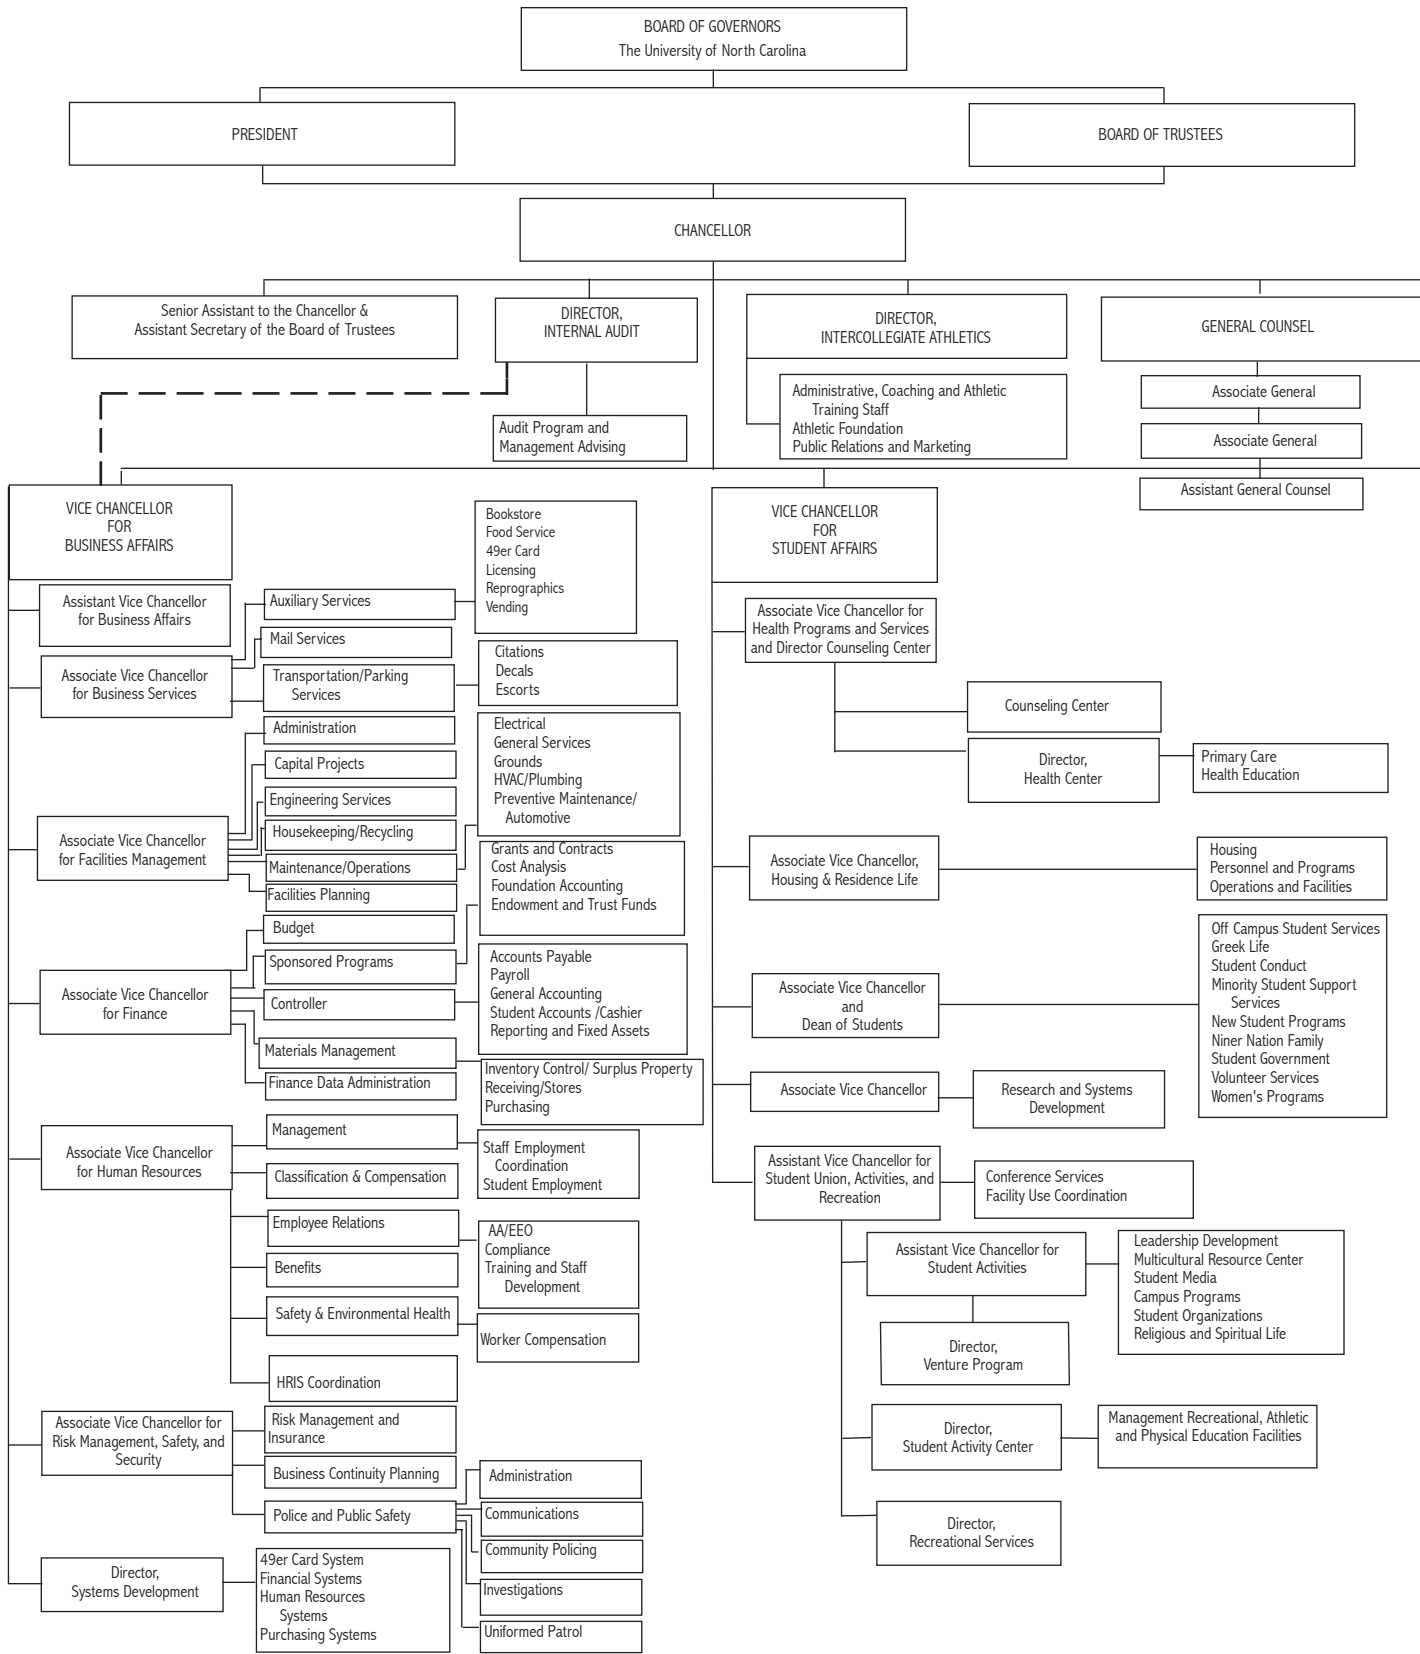 BOARD OF GOVERNORS
The University of North Carolina
PRESIDENT
BOARD OF TRUSTEES
CHANCELLOR
Senior Assistant to the Chancellor &
Assistant Secretary of the Board of Trustees
DIRECTOR,
INTERNAL AUDIT
DIRECTOR,
INTERCOLLEGIATE ATHLETICS
GENERAL COUNSEL
Audit Program and
Management Advising
Administrative, Coaching and Athletic
Training Staff
Athletic Foundation
Public Relations and Marketing
Associate General
Associate General
Assistant General Counsel
VICE CHANCELLOR
FOR
BUSINESS AFFAIRS
Assistant Vice Chancellor
for Business Affairs
Associate Vice Chancellor
for Business Services
Auxiliary Services
Bookstore
Food Service
49er Card
Licensing
Reprographics
Vending
Mail Services
Transportation/Parking
Services
Citations
Decals
Escorts
Associate Vice Chancellor
for Facilities Management
Administration
Capital Projects
Engineering Services
Housekeeping/Recycling
Maintenance/Operations
Facilities Planning
Electrical
General Services
Grounds
HVAC/Plumbing
Preventive Maintenance/
Automotive
Associate Vice Chancellor
for Finance
Budget
Sponsored Programs
Grants and Contracts
Cost Analysis
Foundation Accounting
Endowment and Trust Funds
Controller
Accounts Payable
Payroll
General Accounting
Student Accounts /Cashier
Reporting and Fixed Assets
Materials Management
Inventory Control/ Surplus Property
Receiving/Stores
Purchasing
Finance Data Administration
Associate Vice Chancellor
for Human Resources
Management
Staff Employment
Coordination
Student Employment
Classification & Compensation
Employee Relations
AA/EEO
Compliance
Training and Staff
Development
Benefits
Safety & Environmental Health
Worker Compensation
HRIS Coordination
Associate Vice Chancellor for
Risk Management, Safety, and
Security
Risk Management and
Insurance
Business Continuity Planning
Police and Public Safety
Administration
Communications
Community Policing
Investigations
Uniformed Patrol
Director,
Systems Development
49er Card System
Financial Systems
Human Resources
Systems
Purchasing Systems
VICE CHANCELLOR
FOR
STUDENT AFFAIRS
Associate Vice Chancellor for
Health Programs and Services
and Director Counseling Center
Counseling Center
Director,
Health Center
Primary Care
Health Education
Associate Vice Chancellor,
Housing & Residence Life
Housing
Personnel and Programs
Operations and Facilities
Associate Vice Chancellor
and
Dean of Students
Off Campus Student Services
Greek Life
Student Conduct
Minority Student Support
Services
New Student Programs
Niner Nation Family
Student Government
Volunteer Services
Women's Programs
Associate Vice Chancellor
Research and Systems
Development
Assistant Vice Chancellor for
Student Union, Activities, and
Recreation
Conference Services
Facility Use Coordination
Assistant Vice Chancellor for
Student Activities
Leadership Development
Multicultural Resource Center
Student Media
Campus Programs
Student Organizations
Religious and Spiritual Life
Director,
Venture Program
Director,
Student Activity Center
Management Recreational, Athletic
and Physical Education Facilities
Director,
Recreational Services